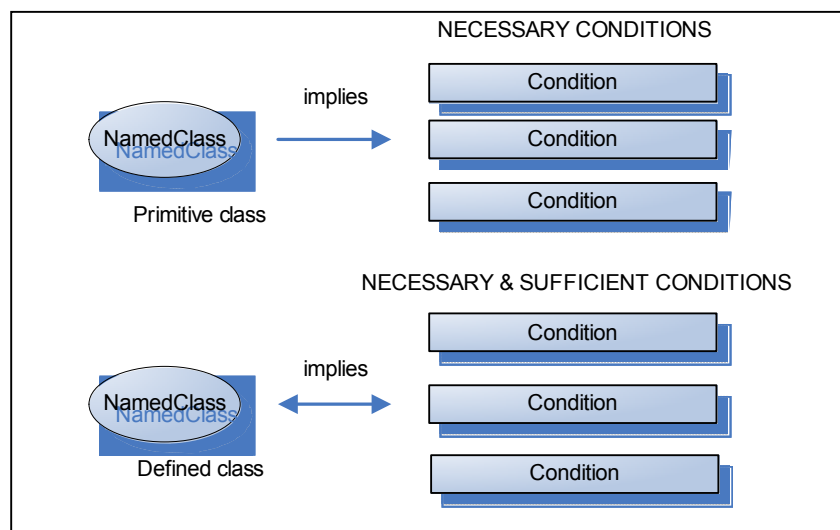 NECESSARY CONDITIONS
Condition
implies
NamedClass
NamedClass
Condition
Condition
Primitive class
NECESSARY & SUFFICIENT CONDITIONS
Condition
implies
NamedClass
NamedClass
Condition
Defined class
Condition